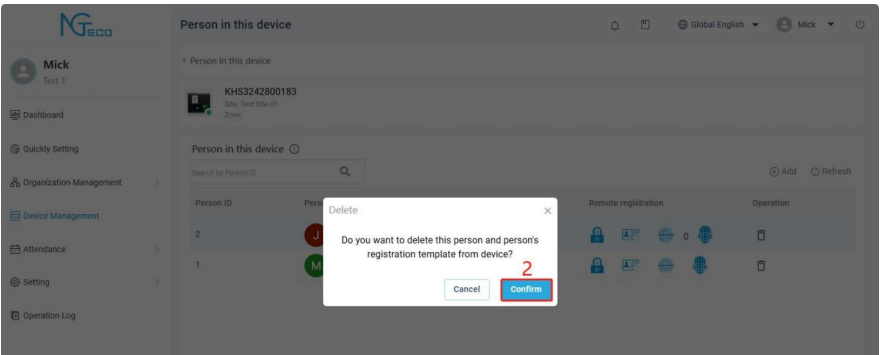 NGTECO
Person in this device
Global English
Mick
Mick
Test 1
Person in this device
KHS3242800183
Site: Test Site 01
Zone:
Dashboard
Quickly Setting
Organization Management
Device Management
Attendance
Setting
Operation Log
Person in this device
Search by Person ID
Add
Refresh
Person ID
Perso
Remote registration
Operation
2
J
0
1
M
Delete
Do you want to delete this person and person's
registration template from device?
2
Cancel
Confirm